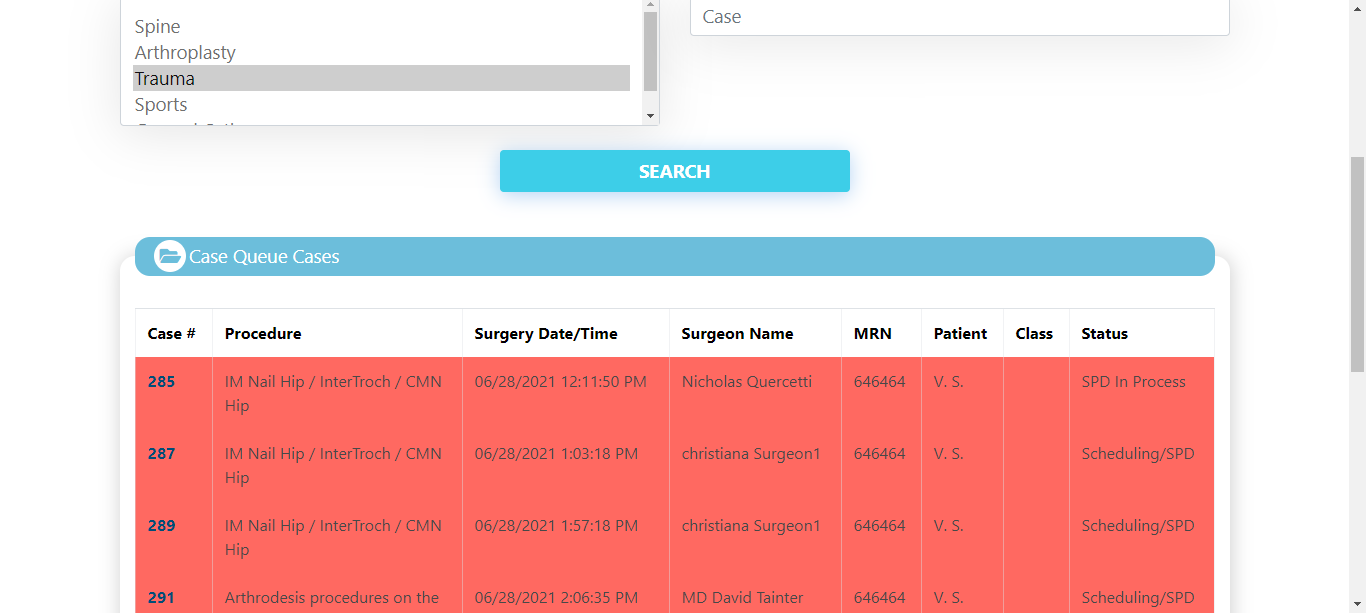 Spine
Case
Arthroplasty
Trauma
Sports
SEARCH
Case Queue Cases
Case # Procedure Surgery Date/Time Surgeon Name MRN Patient Class Status
285 IM Nail Hip / InterTroch / CMN 06/28/2021 12:11:50 PM Nicholas Quercetti 646464 V. S. SPD In Process
Hip
287 IM Nail Hip / InterTroch / CMN 06/28/2021 1:03:18 PM christiana Surgeon1 646464 V. S. Scheduling/SPD
Hip
289 IM Nail Hip / InterTroch / CMN 06/28/2021 1:57:18 PM christiana Surgeon1 646464 V. S. Scheduling/SPD
Hip
291 Arthrodesis procedures on the 06/28/2021 2:06:35 PM MD David Tainter 646464 V. S. Scheduling/SPD